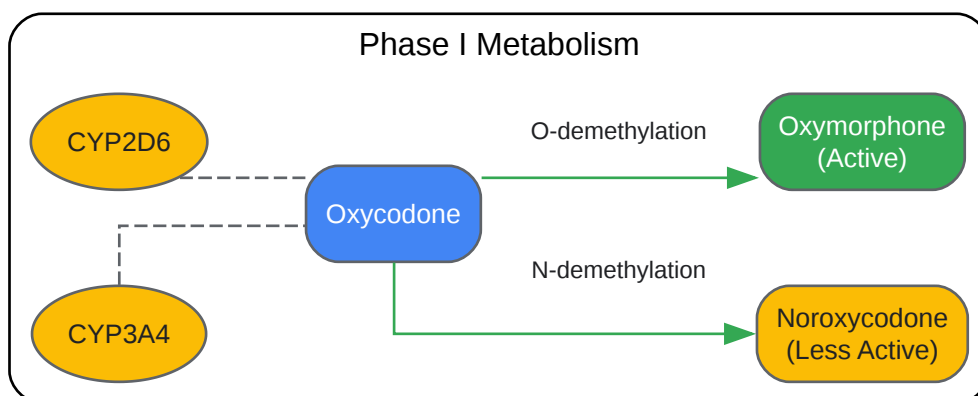 Phase I Metabolism
CYP2D6
O-demethylation
Oxymorphone
(Active)
Oxycodone
N-demethylation
CYP3A4
Noroxycodone
(Less Active)